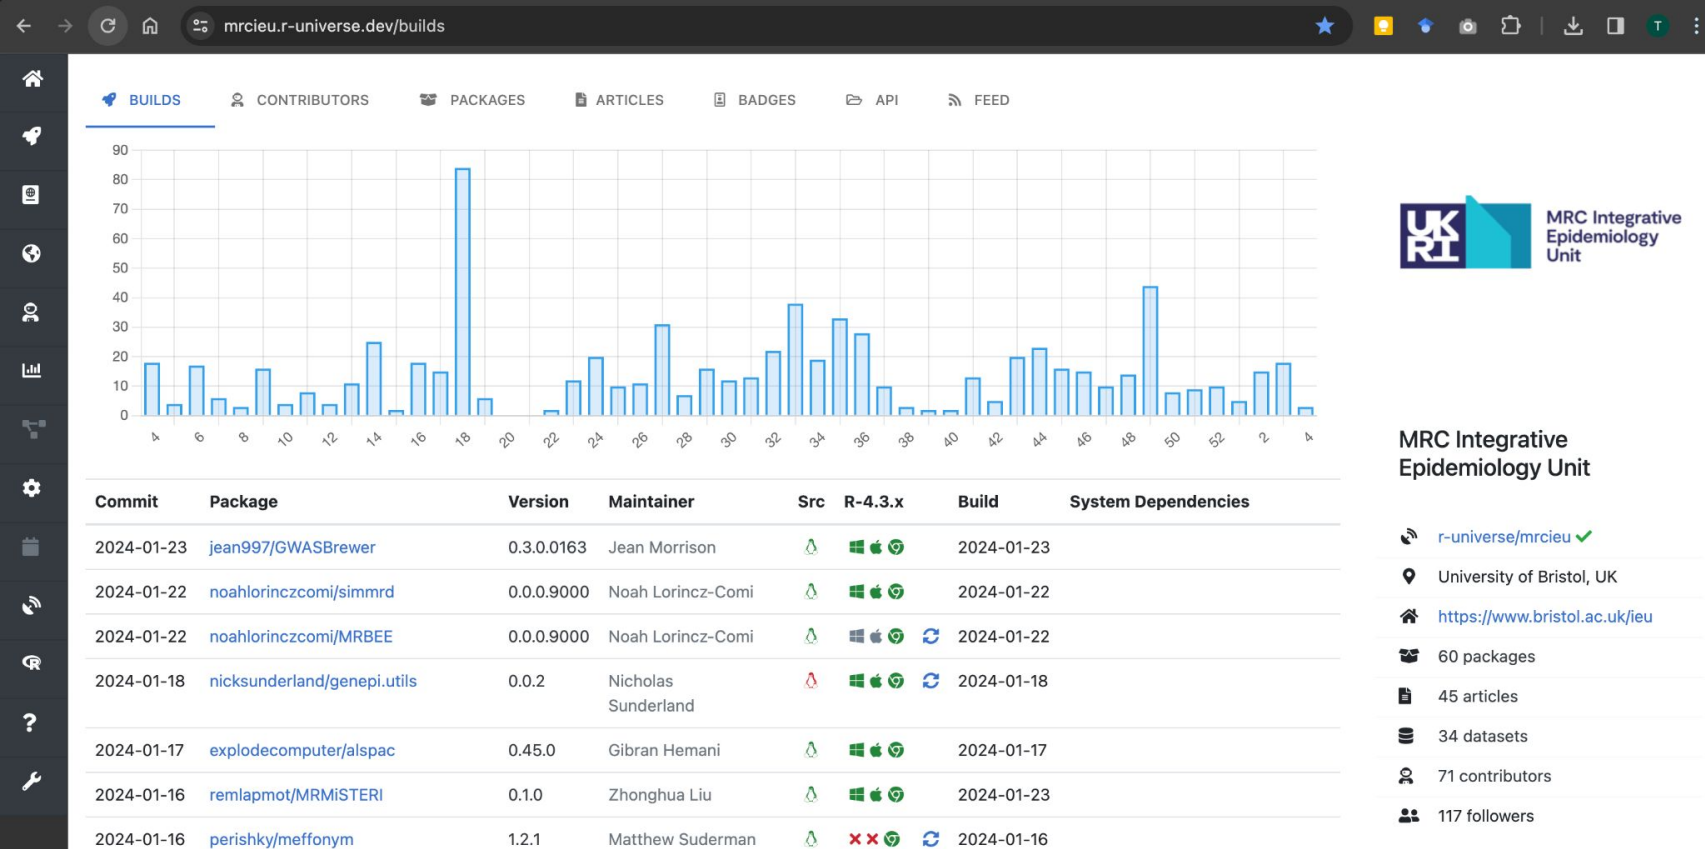 mrcieu.r-universe.dev/builds
T
BUILDS CONTRIBUTORS PACKAGES ARTICLES BADGES API FEED
90
80
70
60
50
40
30
20
10
0
4 6 8 10 12 14 16 18 20 22 24 26 28 30 32 34 36 38 40 42 44 46 48 50 52 2 4
Commit Package Version Maintainer Src R-4.3.x Build System Dependencies
2024-01-23 jean997/GWASBrewer 0.3.0.0163 Jean Morrison 2024-01-23
2024-01-22 noahlorinczcomi/simmrd 0.0.0.9000 Noah Lorincz-Comi 2024-01-22
2024-01-22 noahlorinczcomi/MRBEE 0.0.0.9000 Noah Lorincz-Comi 2024-01-22
2024-01-18 nicksunderland/genepi.utils 0.0.2 Nicholas 2024-01-18
Sunderland
2024-01-17 explodecomputer/alspac 0.45.0 Gibran Hemani 2024-01-17
2024-01-16 remlapmot/MRMiSTERI 0.1.0 Zhonghua Liu 2024-01-23
2024-01-16 perishky/meffonym 1.2.1 Matthew Suderman 2024-01-16
UK
RI
MRC Integrative
Epidemiology
Unit
MRC Integrative
Epidemiology Unit
r-universe/mrcieu
University of Bristol, UK
https://www.bristol.ac.uk/ieu
60 packages
45 articles
34 datasets
71 contributors
117 followers